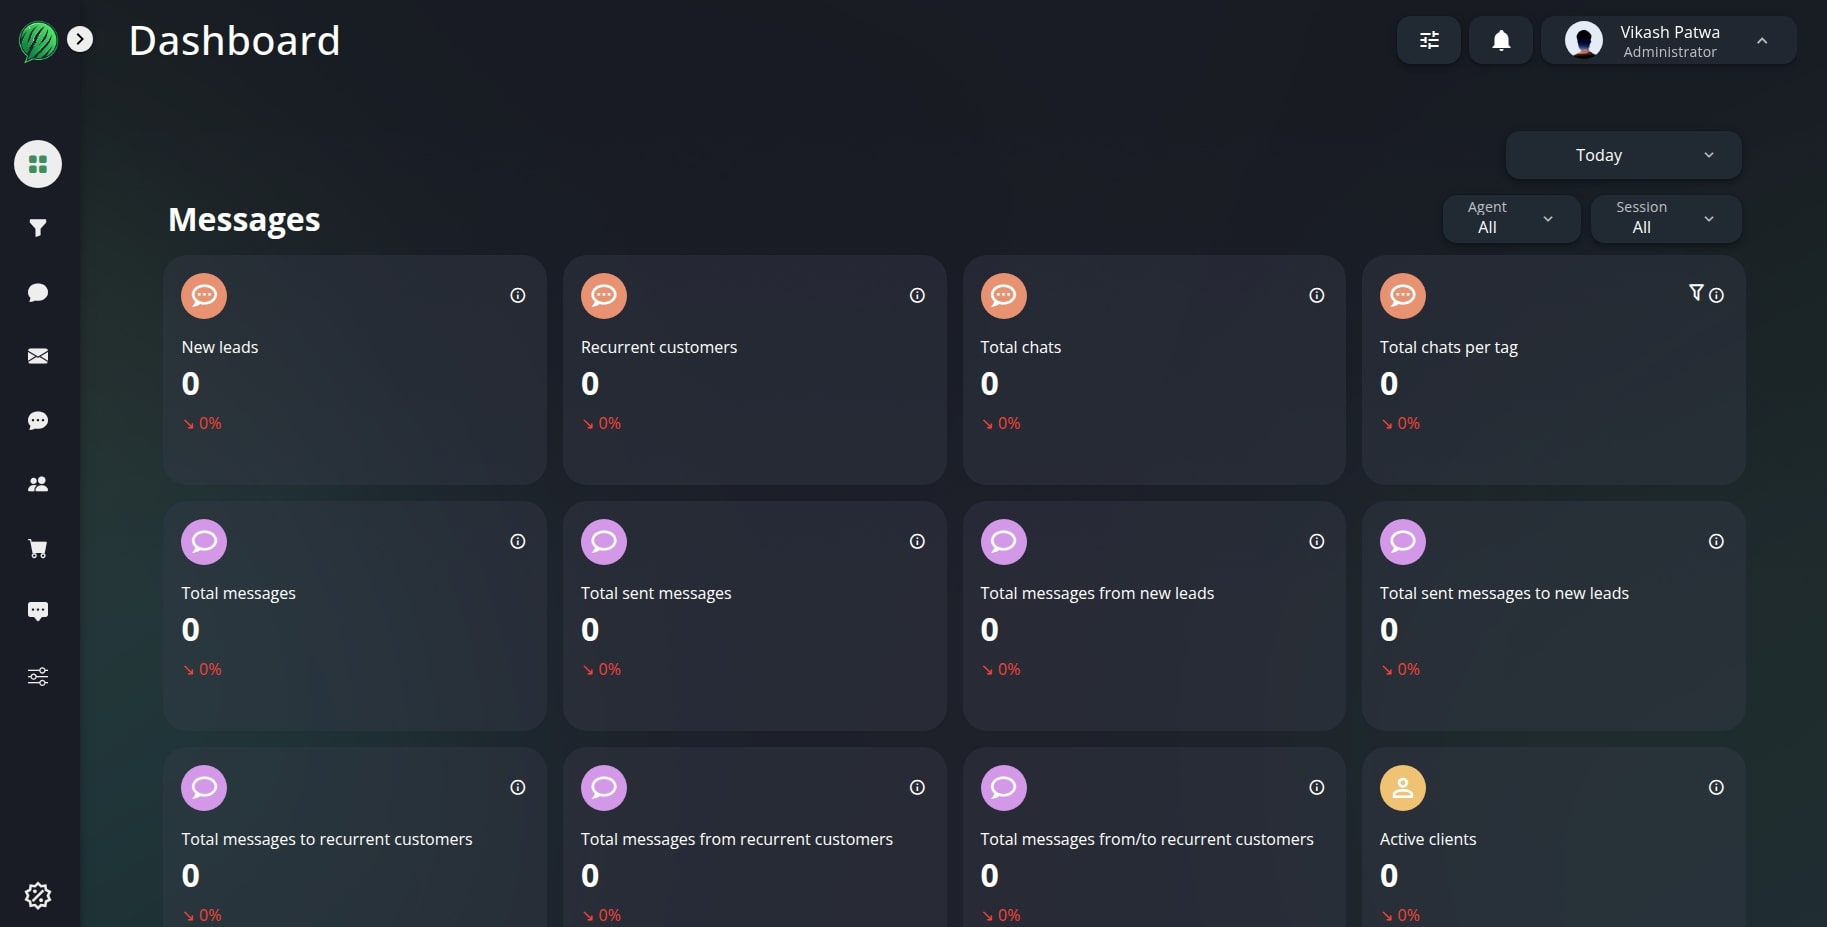 Dashboard
Vikash Patwa
Administrator
Today
Messages
Agent
All
Session
All
New leads
0
↘ 0%
Recurrent customers
0
↘ 0%
Total chats
0
↘ 0%
Total chats per tag
0
↘ 0%
Total messages
0
↘ 0%
Total sent messages
0
↘ 0%
Total messages from new leads
0
↘ 0%
Total sent messages to new leads
0
↘ 0%
Total messages to recurrent customers
0
↘ 0%
Total messages from recurrent customers
0
↘ 0%
Total messages from/to recurrent customers
0
↘ 0%
Active clients
0
↘ 0%